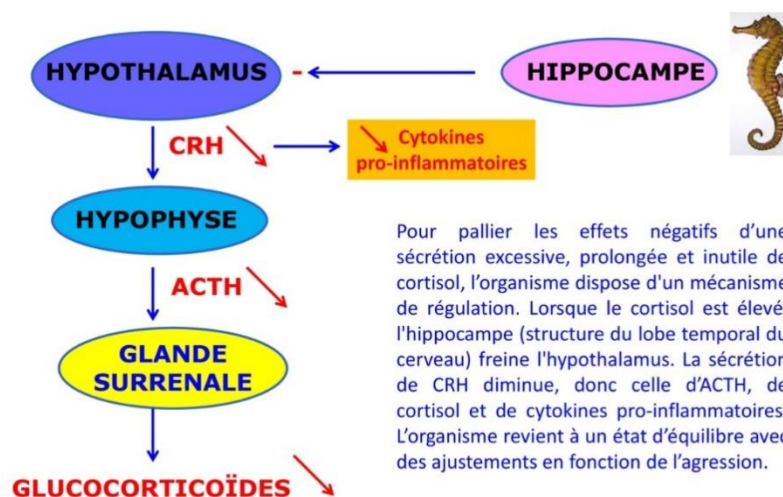 HYPOTHALAMUS -
HIPPOCAMPE
CRH
Cytokines
pro-inflammatoires
HYPOPHYSE
ACTH
GLANDE
SURRENALE
GLUCOCORTICOÏDES
Pour pallier les effets négatifs d'une
sécrétion excessive, prolongée et inutile de
cortisol, l'organisme dispose d'un mécanisme
de régulation. Lorsque le cortisol est élevé
l'hippocampe (structure du lobe temporal du
cerveau) freine l'hypothalamus. La sécrétion
de CRH diminue, donc celle d'ACTH, de
cortisol et de cytokines pro-inflammatoires
L'organisme revient à un état d'équilibre avec
des ajustements en fonction de l'agression.